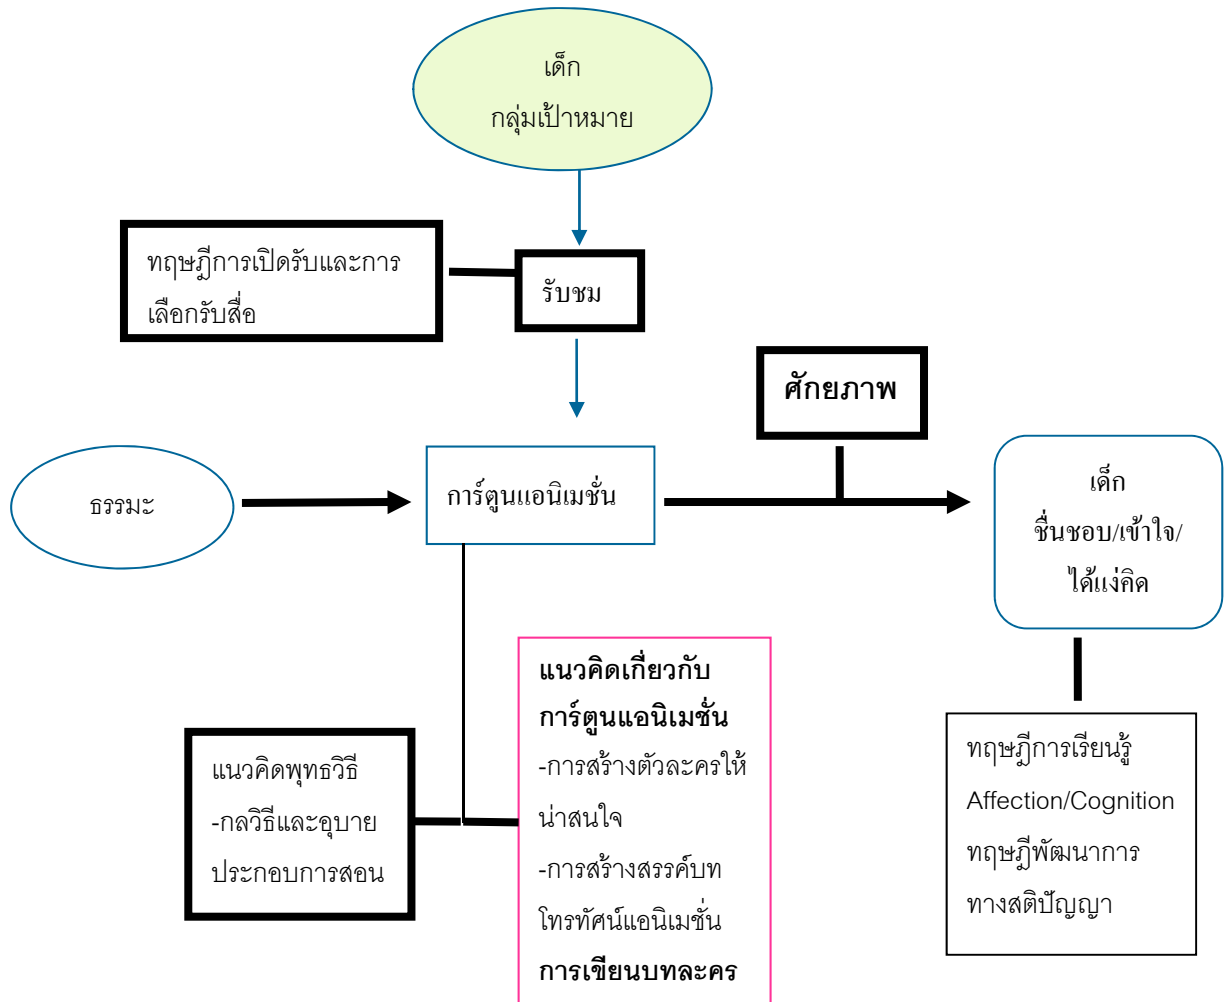 เด็ก
กลุ่มเป้าหมาย
ทฤษฎีการเปิดรับและการ
เลือกรับสื่อ
รับชม
ศักยภาพ
ธรรมะ
การ์ตูนแอนิเมชั่น
เด็ก
ชื่นชอบ/เข้าใจ/
ได้แง่คิด
แนวคิดพุทธวิธี
-กลวิธีและอุบาย
ประกอบการสอน
แนวคิดเกี่ยวกับ
การ์ตูนแอนิเมชั่น
-การสร้างตัวละครให้
น่าสนใจ
-การสร้างสรรค์บท
โทรทัศน์แอนิเมชั่น
การเขียนบทละคร
ทฤษฎีการเรียนรู้
Affection/Cognition
ทฤษฎีพัฒนาการ
ทางสติปัญญา